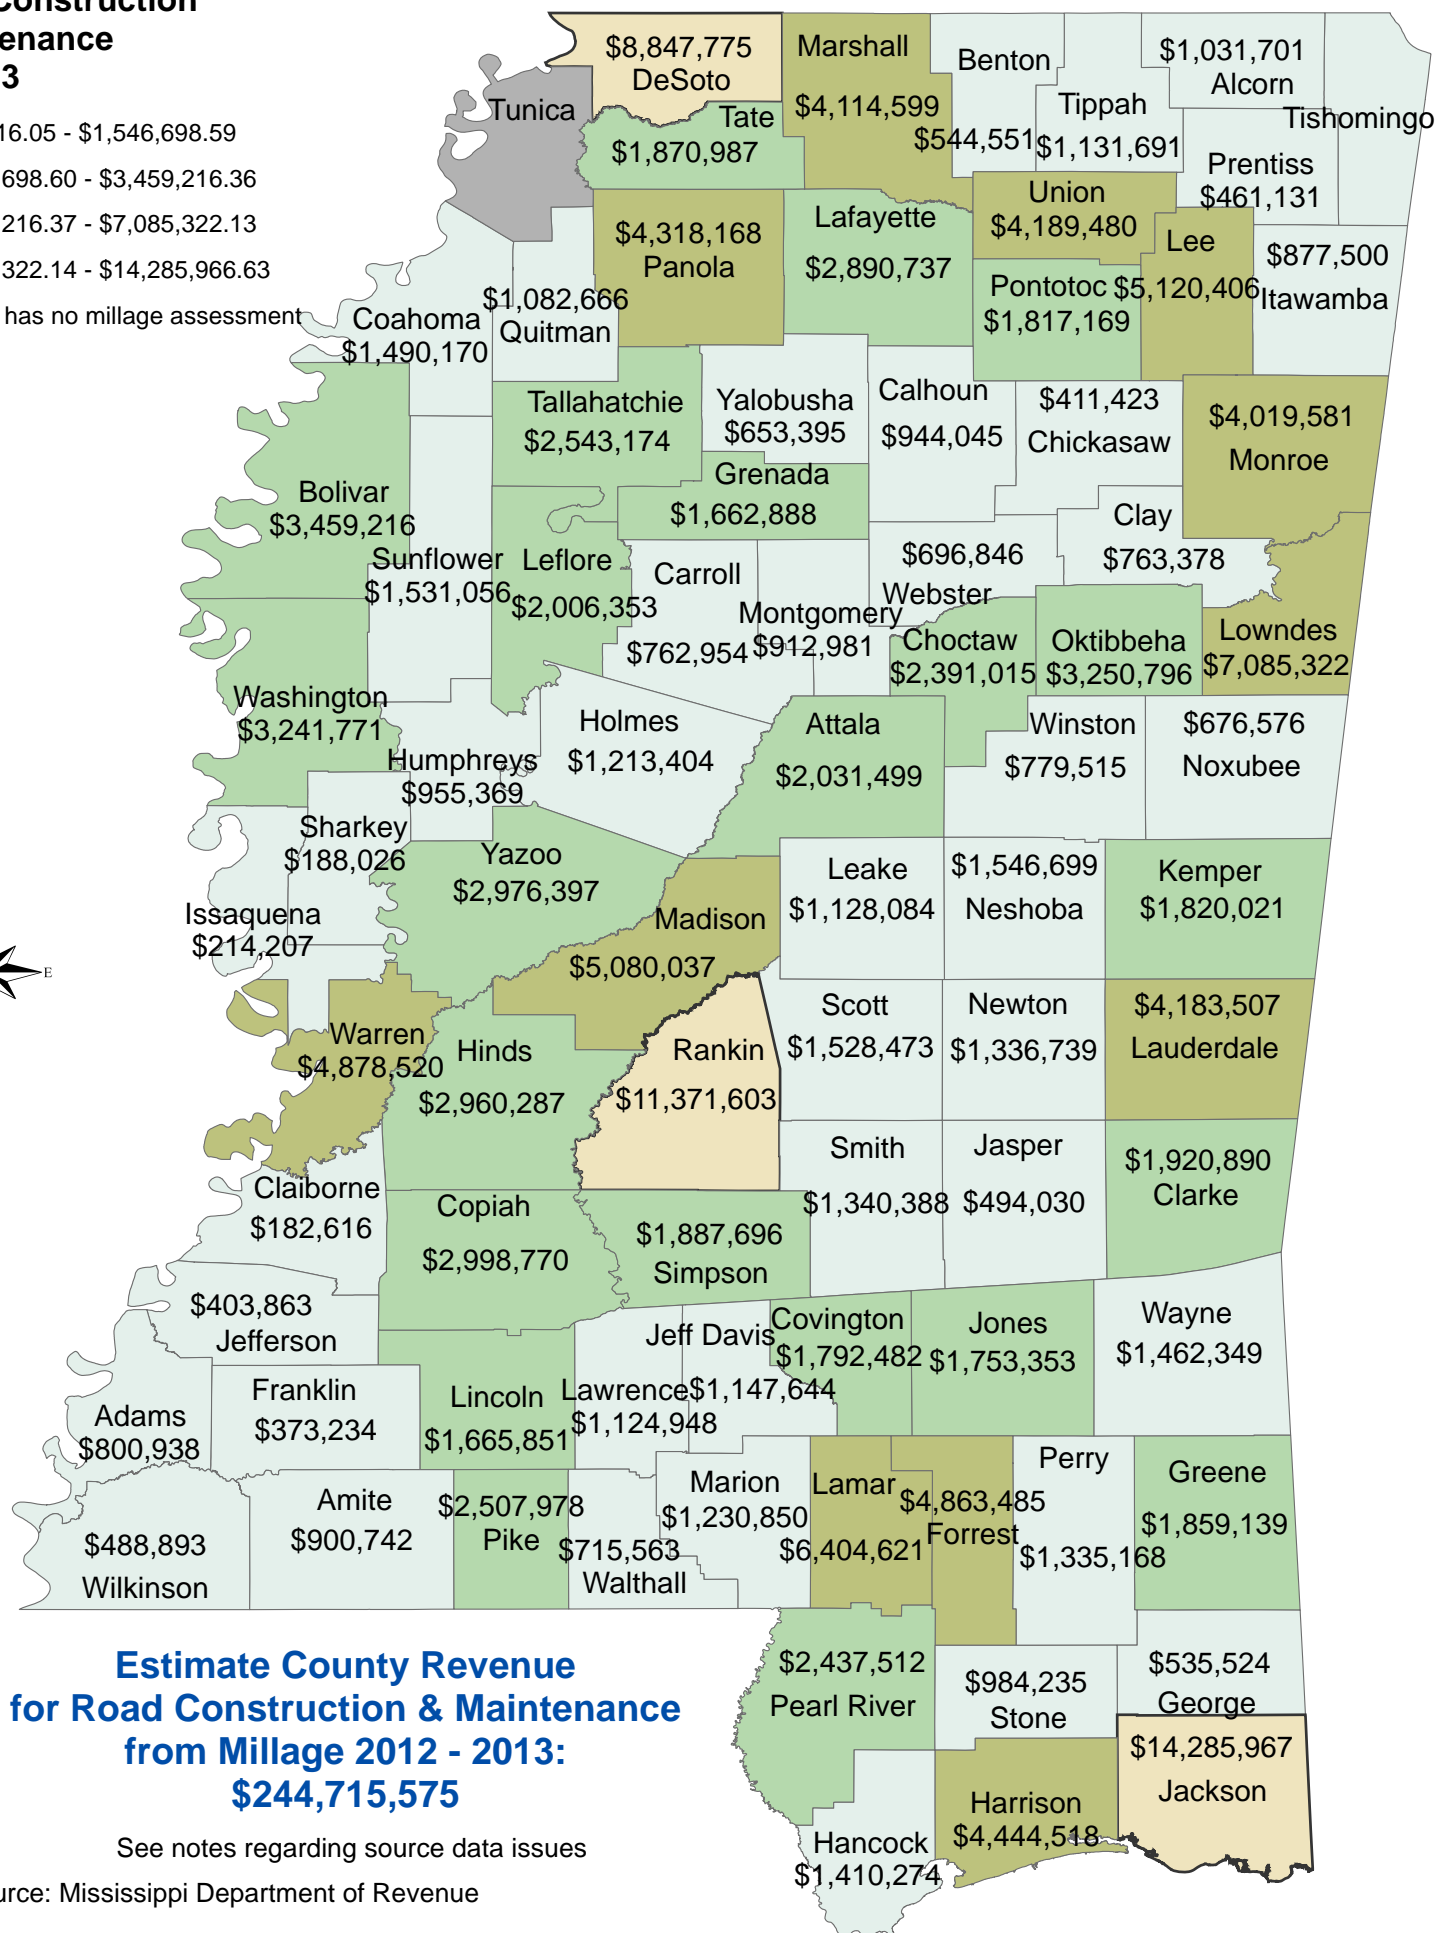 Construction
enance
3
16.05 - $1,546,698.59
698.60 - $3,459,216.36
216.37 - $7,085,322.13
322.14 - $14,285,966.63
has no millage assessment
$8,847,775
DeSoto
Marshall
$4,114,599
Benton
$544,551
Tippah
$1,131,691
$1,031,701
Alcorn
Tishomingo
Prentiss
$461,131
Tunica
Tate
$1,870,987
Union
$4,189,480
Lee
$5,120,406
$877,500
Itawamba
$4,318,168
Panola
Lafayette
$2,890,737
Pontotoc
$1,817,169
Coahoma
$1,490,170
$1,082,666
Quitman
Tallahatchie
$2,543,174
Yalobusha
$653,395
Calhoun
$944,045
$411,423
Chickasaw
$4,019,581
Monroe
Bolivar
$3,459,216
Grenada
$1,662,888
Clay
$763,378
Sunflower
$1,531,056
Leflore
$2,006,353
Carroll
$762,954
Montgomery
$912,981
$696,846
Webster
Choctaw
$2,391,015
Oktibbeha
$3,250,796
Lowndes
$7,085,322
Washington
$3,241,771
Humphreys
$955,369
Holmes
$1,213,404
Attala
$2,031,499
Winston
$779,515
$676,576
Noxubee
Sharkey
$188,026
Yazoo
$2,976,397
Leake
$1,128,084
$1,546,699
Neshoba
Kemper
$1,820,021
Issaquena
$214,207
Madison
$5,080,037
E
Warren
$4,878,520
Hinds
$2,960,287
Rankin
$11,371,603
Scott
$1,528,473
Newton
$1,336,739
$4,183,507
Lauderdale
Claiborne
$182,616
Copiah
$2,998,770
$1,887,696
Simpson
Smith
$1,340,388
Jasper
$494,030
$1,920,890
Clarke
$403,863
Jefferson
Jeff Davis
$1,147,644
Covington
$1,792,482
Jones
$1,753,353
Wayne
$1,462,349
Adams
$800,938
Franklin
$373,234
Lincoln
$1,665,851
Lawrence
$1,124,948
$488,893
Wilkinson
Amite
$900,742
$2,507,978
Pike
$715,563
Walthall
Marion
$1,230,850
Lamar
$6,404,621
$4,863,485
Forrest
Perry
$1,335,168
Greene
$1,859,139
$2,437,512
Pearl River
$984,235
Stone
$535,524
George
Hancock
$1,410,274
Harrison
$4,444,518
$14,285,967
Jackson
Estimate County Revenue
for Road Construction & Maintenance
from Millage 2012 - 2013:
$244,715,575
See notes regarding source data issues
urce: Mississippi Department of Revenue